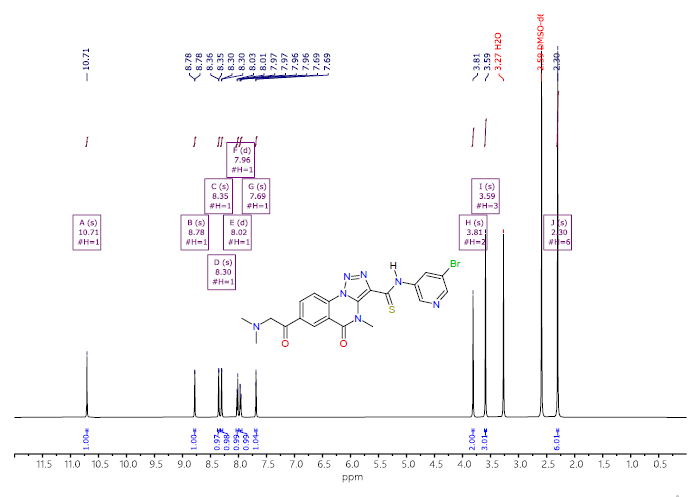 10.71
8.78
8.78
8.36
8.35
8.30
8.30
8.03
8.01
7.97
7.97
7.96
7.96
7.69
7.69
3.81
3.59
3.27 H2O
2.59 DMSO-d6
2.30
F (d)
7.96
#H=1
C (s)
8.35
#H=1
G (s)
7.69
#H=1
I (s)
3.59
#H=3
A (s)
10.71
#H=1
B (s)
8.78
#H=1
E (d)
8.02
#H=1
H (s)
3.81
#H=2
J (s)
2.30
#H=6
D (s)
8.30
#H=1
H
Br
N
N
N
N
N
S
N
N
O
O
1.00
1.00
0.97
0.98
0.99
0.99
1.04
2.00
3.01
6.01
11.5 11.0 10.5 10.0 9.5 9.0 8.5 8.0 7.5 7.0 6.5 6.0 5.5 5.0 4.5 4.0 3.5 3.0 2.5 2.0 1.5 1.0 0.5
ppm